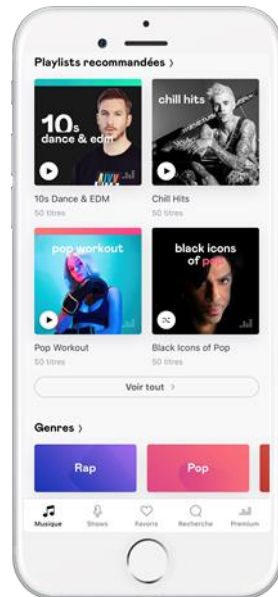 Playlists recommandées >
10s
dance & edm
chill hits
10s Dance & EDM
Chill Hits
50 titres
50 titres
pop workout
black icons
of pop
Pop Workout
Black Icons of Pop
50 titres
50 titres
Voir tout >
Genres >
Rap
Pop
Musique
Shows
Favoris
Recherche
Premium